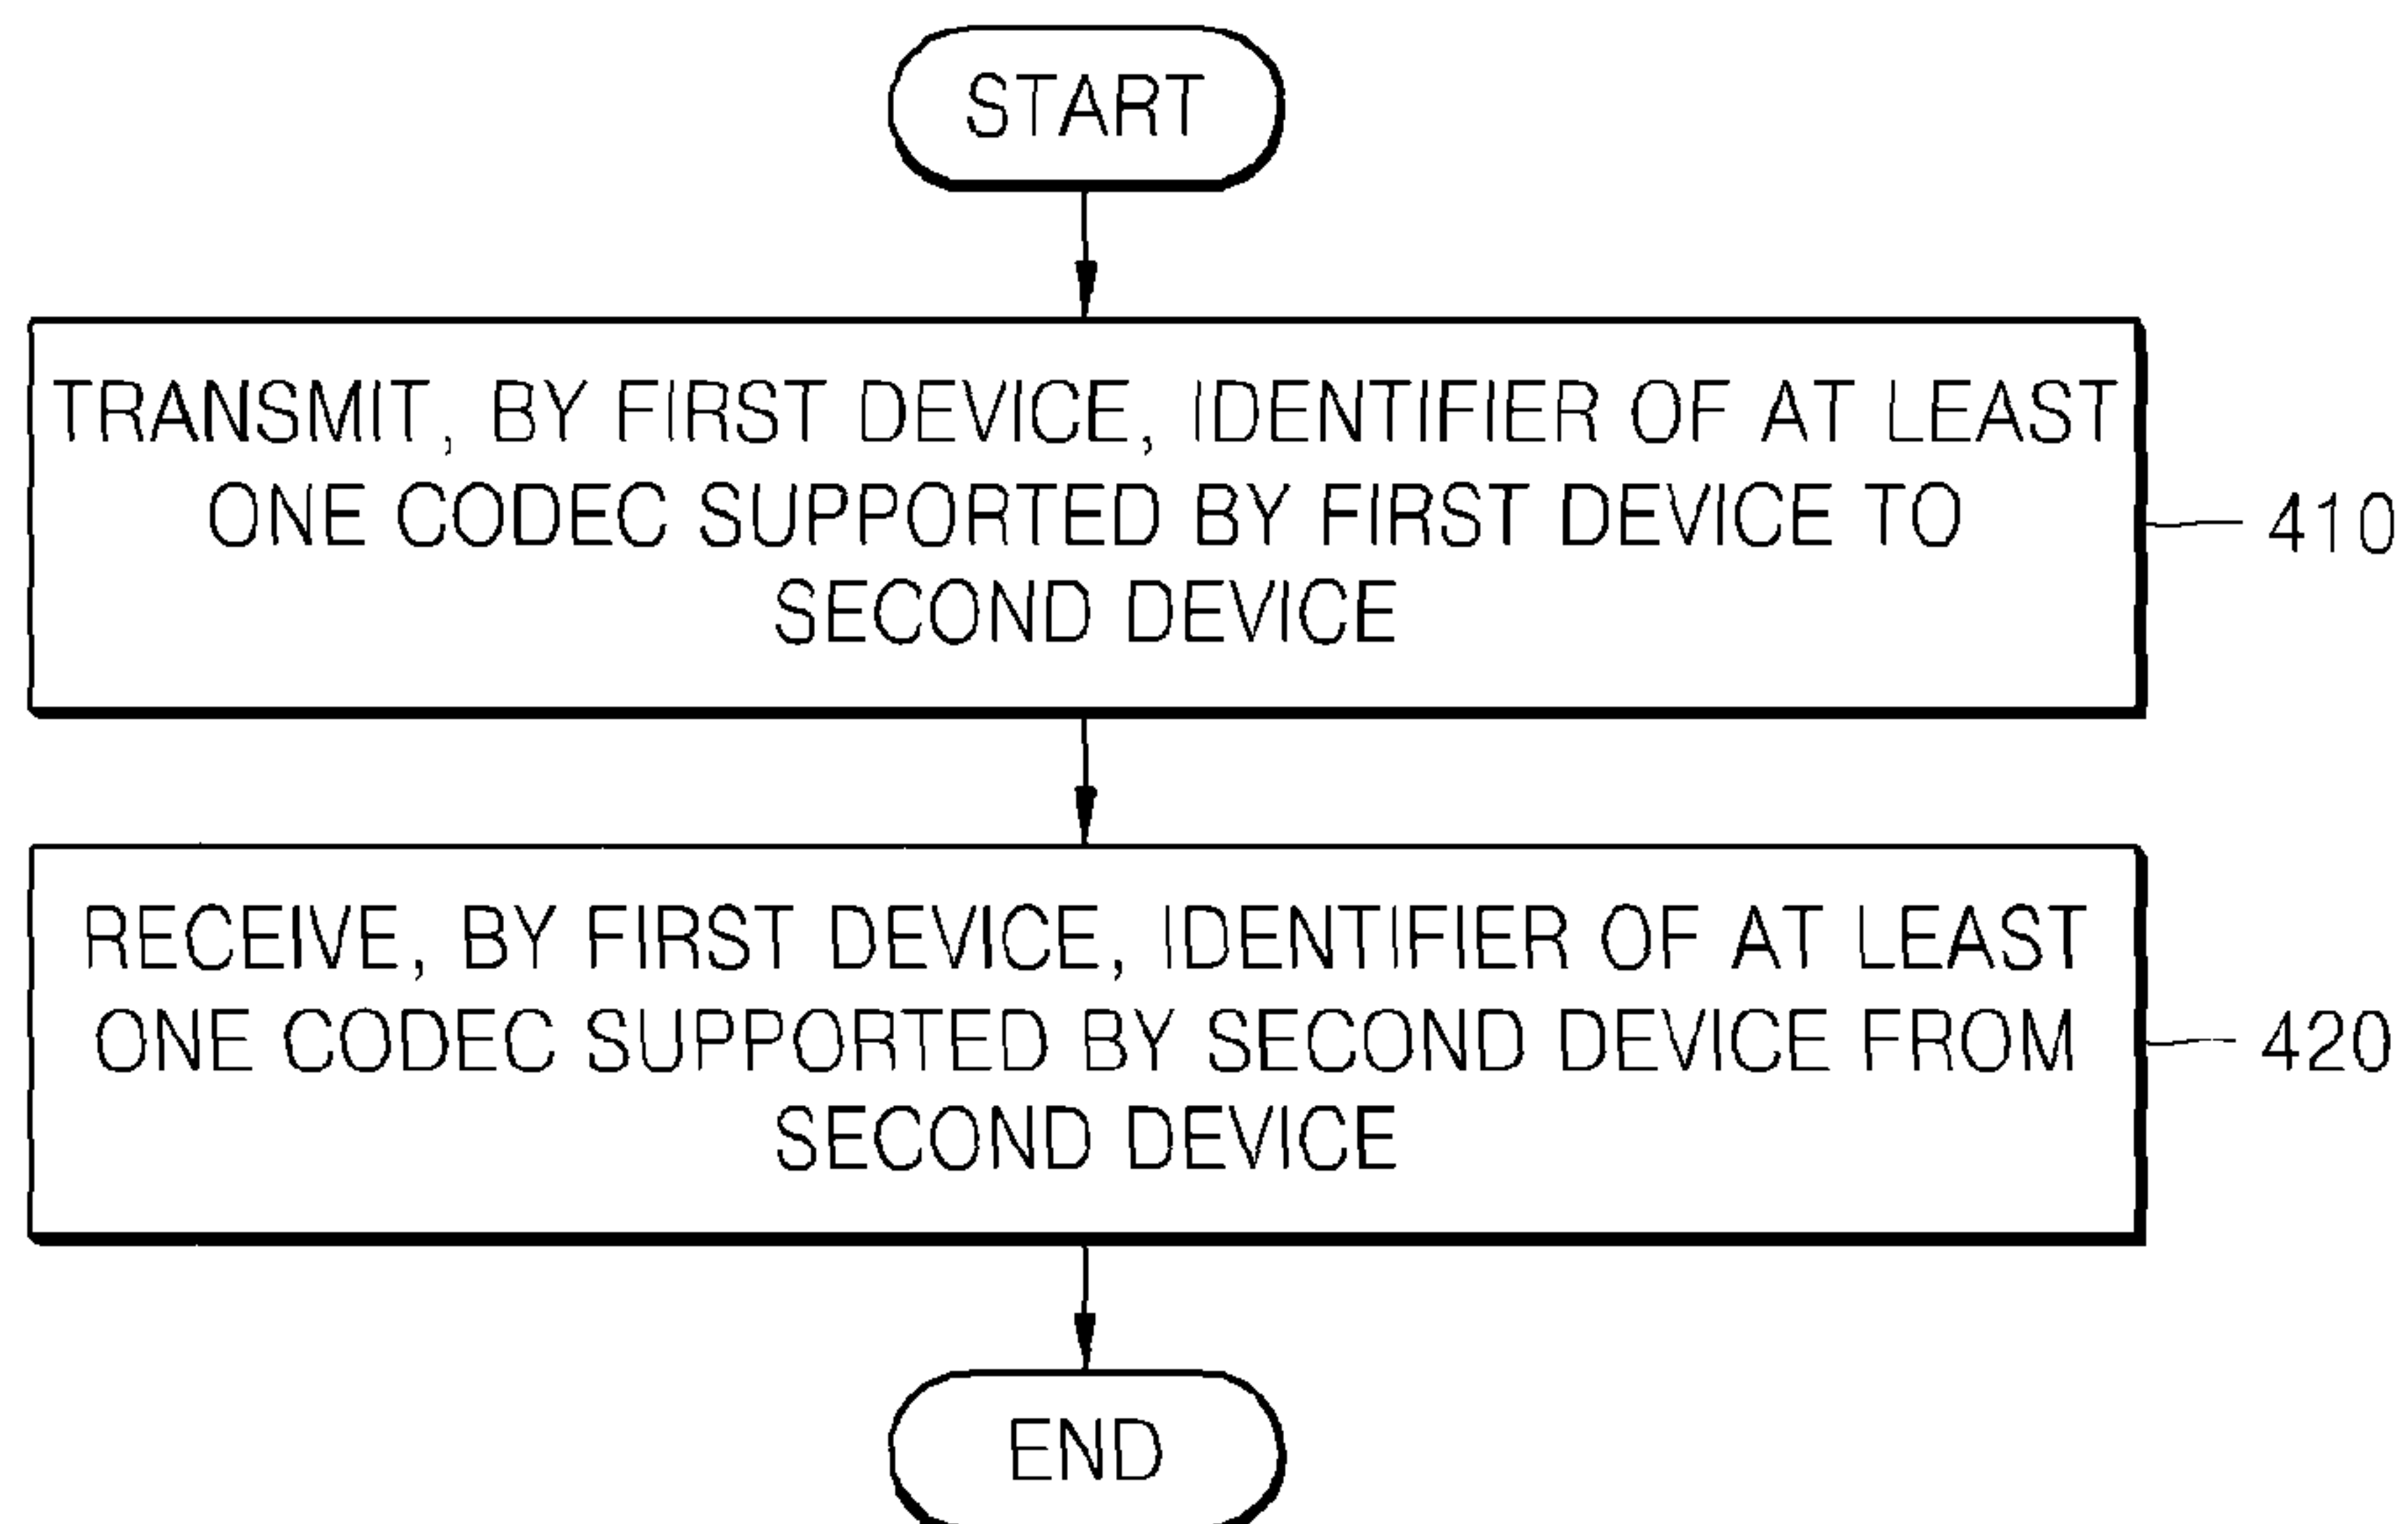 START
TRANSMIT, BY FIRST DEVICE, IDENTIFIER OF AT LEAST
ONE CODEC SUPPORTED BY FIRST DEVICE TO
SECOND DEVICE
410
RECEIVE, BY FIRST DEVICE, IDENTIFIER OF AT LEAST
ONE CODEC SUPPORTED BY SECOND DEVICE FROM
SECOND DEVICE
420
END